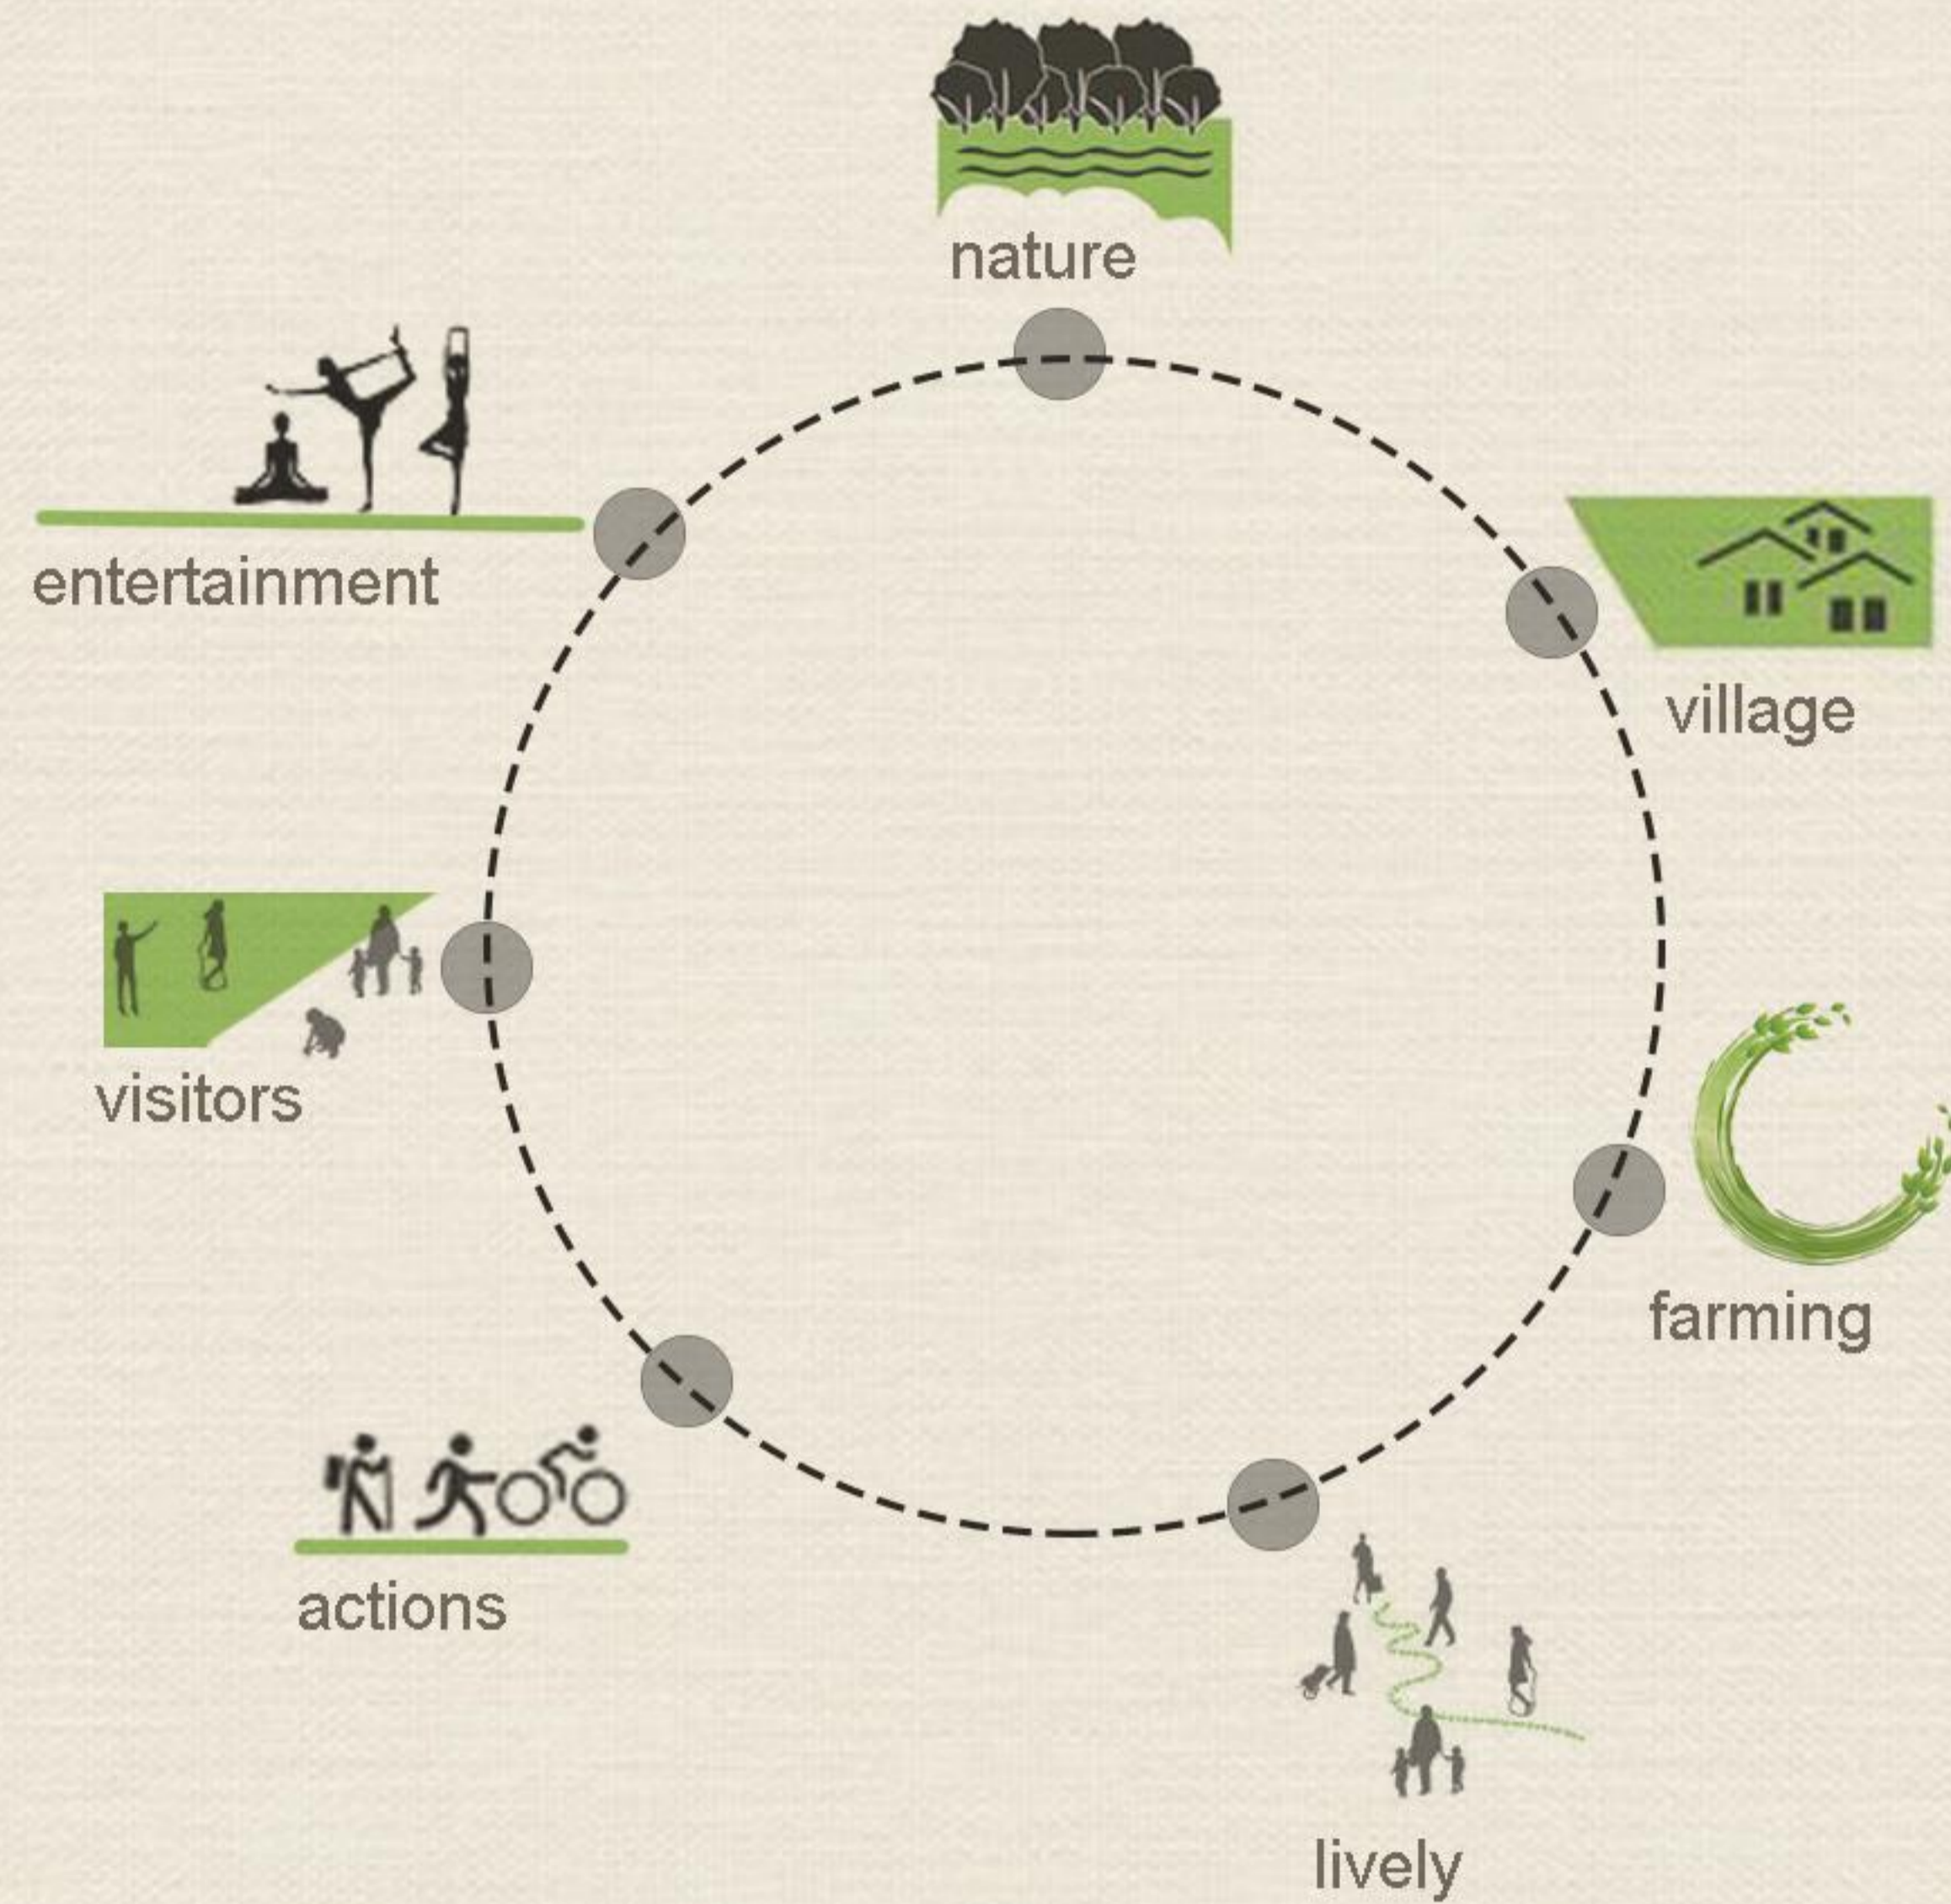 nature
entertainment
village
visitors
farming
actions
lively